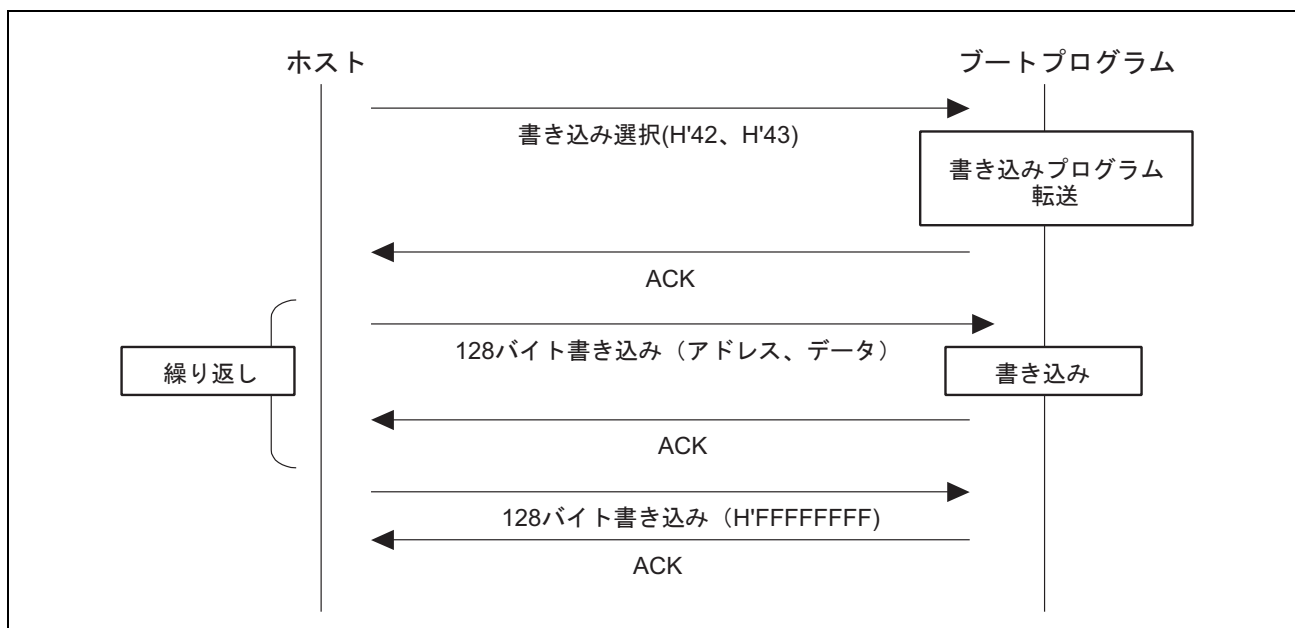 ホスト
ブートプログラム
書き込み選択(H'42、H'43)
書き込みプログラム
転送
ACK
128バイト書き込み（アドレス、データ）
繰り返し
書き込み
ACK
128バイト書き込み（H'FFFFFFFF)
ACK